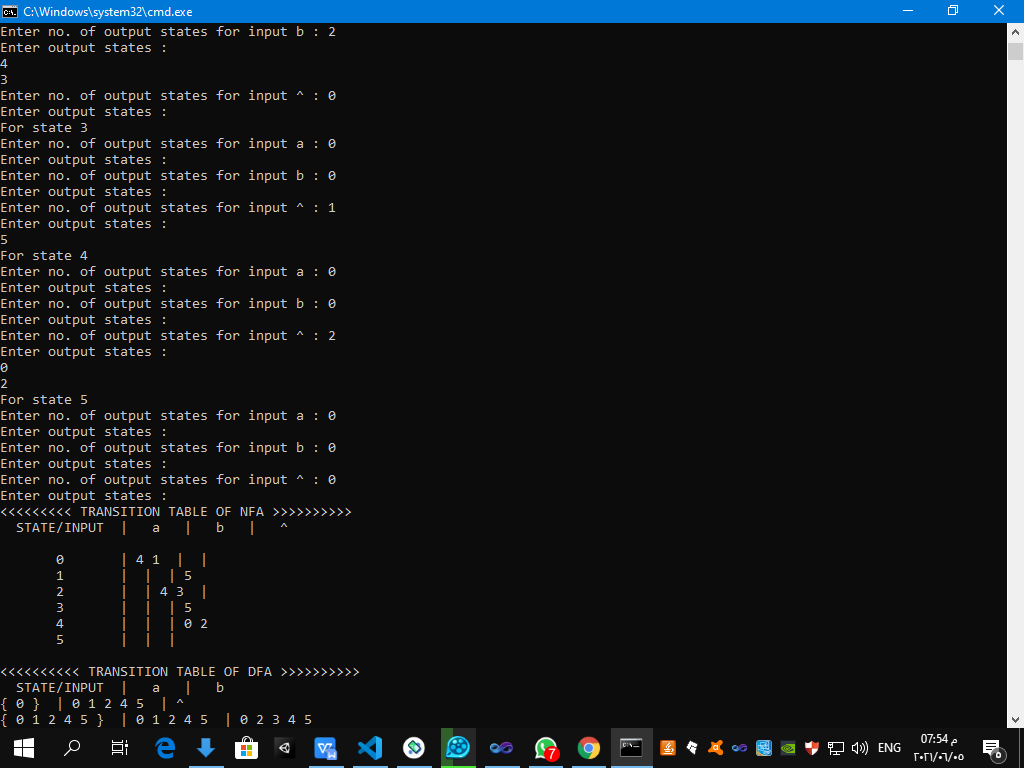 C:\Windows\system32\cmd.exe
Enter no. of output states for input b : 2
Enter output states :
4
3
Enter no. of output states for input ^ : 0
Enter output states :
For state 3
Enter no. of output states for input a : 0
Enter output states :
Enter no. of output states for input b : 0
Enter output states :
Enter no. of output states for input ^ : 1
Enter output states :
5
For state 4
Enter no. of output states for input a : 0
Enter output states :
Enter no. of output states for input b : 0
Enter output states :
Enter no. of output states for input ^ : 2
Enter output states :
0
2
For state 5
Enter no. of output states for input a : 0
Enter output states :
Enter no. of output states for input b : 0
Enter output states :
Enter no. of output states for input ^ : 0
Enter output states :
<<<<<<<<< TRANSITION TABLE OF NFA >>>>>>>>>>
  STATE/INPUT  |   a   |   b   |   ^
       0       | 4 1  |  |
       1       |  |  | 5
       2       |  | 4 3  |
       3       |  |  | 5
       4       |  |  | 0 2
       5       |  |  |
<<<<<<<<<< TRANSITION TABLE OF DFA >>>>>>>>>>
  STATE/INPUT  |   a   |   b
{ 0 }  | 0 1 2 4 5  | ^
{ 0 1 2 4 5 }  | 0 1 2 4 5  | 0 2 3 4 5
7
ENG
07:54 م
٢٠٢١/٠٦/٠٥